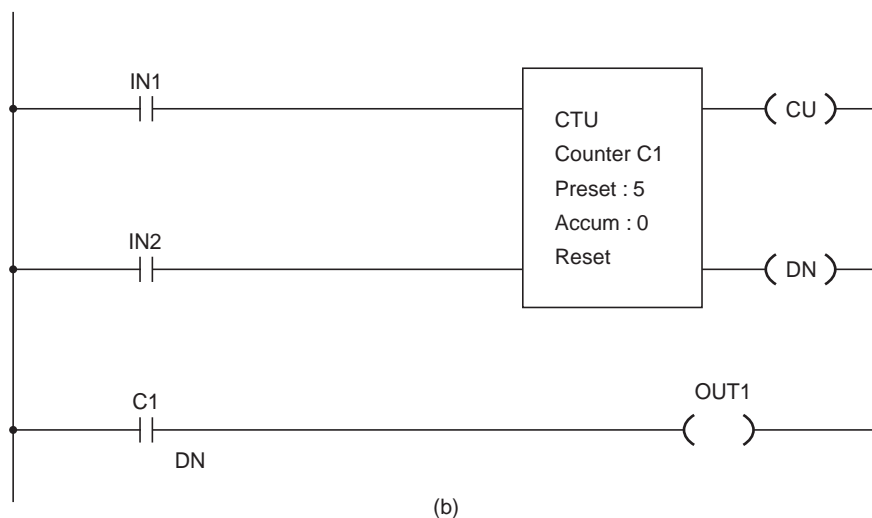 IN1
CTU
Counter C1
Preset : 5
Accum : 0
Reset
CU
IN2
DN
C1
DN
OUT1
(b)